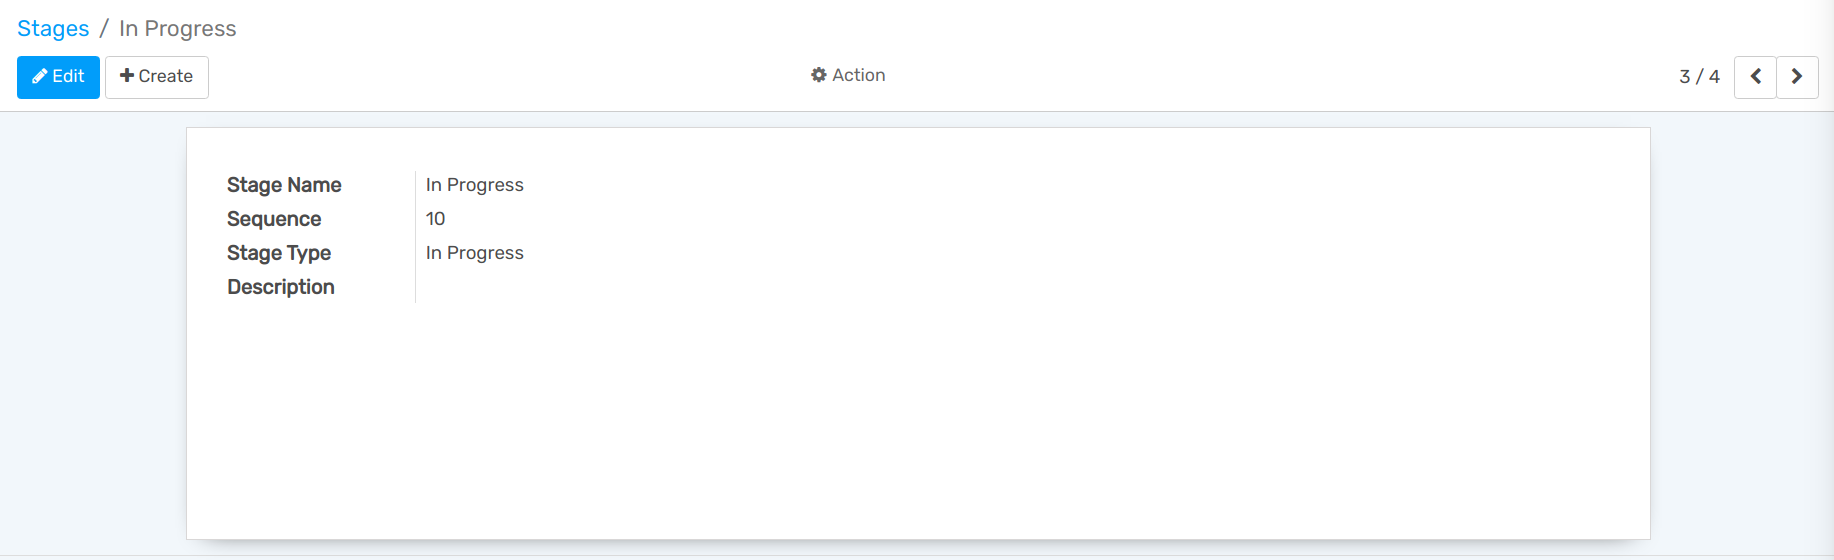 Stages / In Progress
Edit Create Action 3 / 4
Stage Name In Progress
Sequence 10
Stage Type In Progress
Description